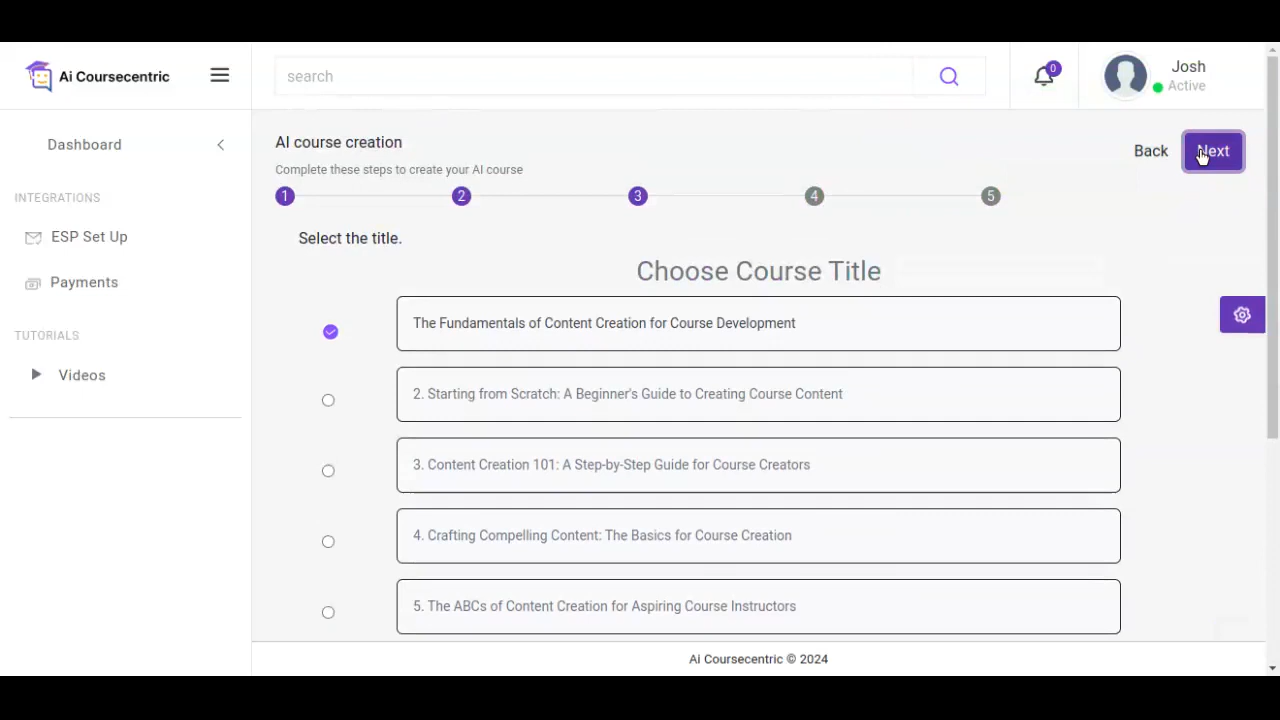 Ai Coursecentric
search
0
Josh
Active
Dashboard
INTEGRATIONS
ESP Set Up
Payments
TUTORIALS
Videos
AI course creation
Complete these steps to create your AI course
Back
Next
1 2 3 4 5
Select the title.
Choose Course Title
The Fundamentals of Content Creation for Course Development
2. Starting from Scratch: A Beginner's Guide to Creating Course Content
3. Content Creation 101: A Step-by-Step Guide for Course Creators
4. Crafting Compelling Content: The Basics for Course Creation
5. The ABCs of Content Creation for Aspiring Course Instructors
Ai Coursecentric © 2024